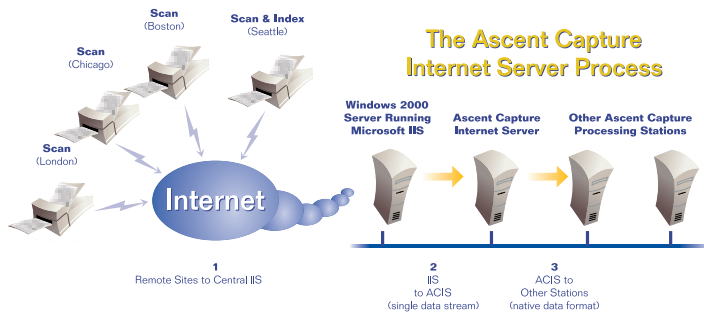 Scan
(Boston)
Scan & Index
(Seattle)
Scan
(Chicago)
Scan
(London)
Internet
1
Remote Sites to Central IIS
The Ascent Capture
Internet Server Process
Windows 2000
Server Running
Microsoft IIS
Ascent Capture
Internet Server
Other Ascent Capture
Processing Stations
2
IIS
to ACIS
(single data stream)
3
ACIS to
Other Stations
(native data format)